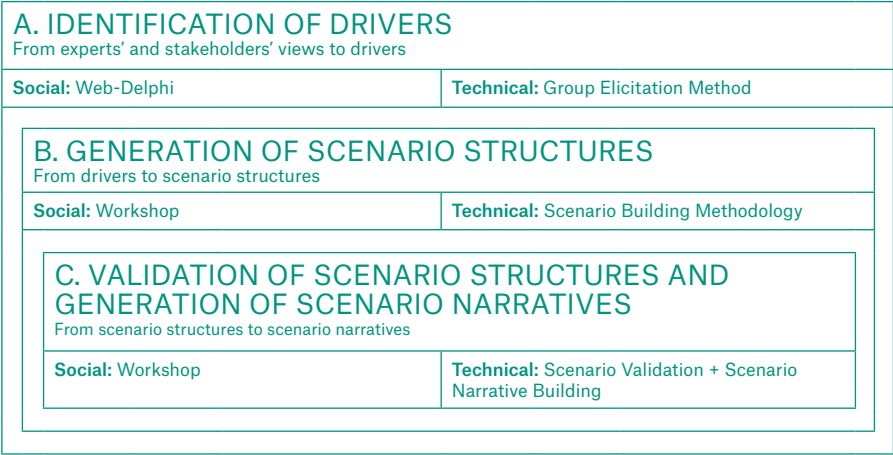 A. IDENTIFICATION OF DRIVERS
From experts’ and stakeholders’ views to drivers
Social: Web-Delphi
Technical: Group Elicitation Method
B. GENERATION OF SCENARIO STRUCTURES
From drivers to scenario structures
Social: Workshop
Technical: Scenario Building Methodology
C. VALIDATION OF SCENARIO STRUCTURES AND
GENERATION OF SCENARIO NARRATIVES
From scenario structures to scenario narratives
Social: Workshop
Technical: Scenario Validation + Scenario
Narrative Building